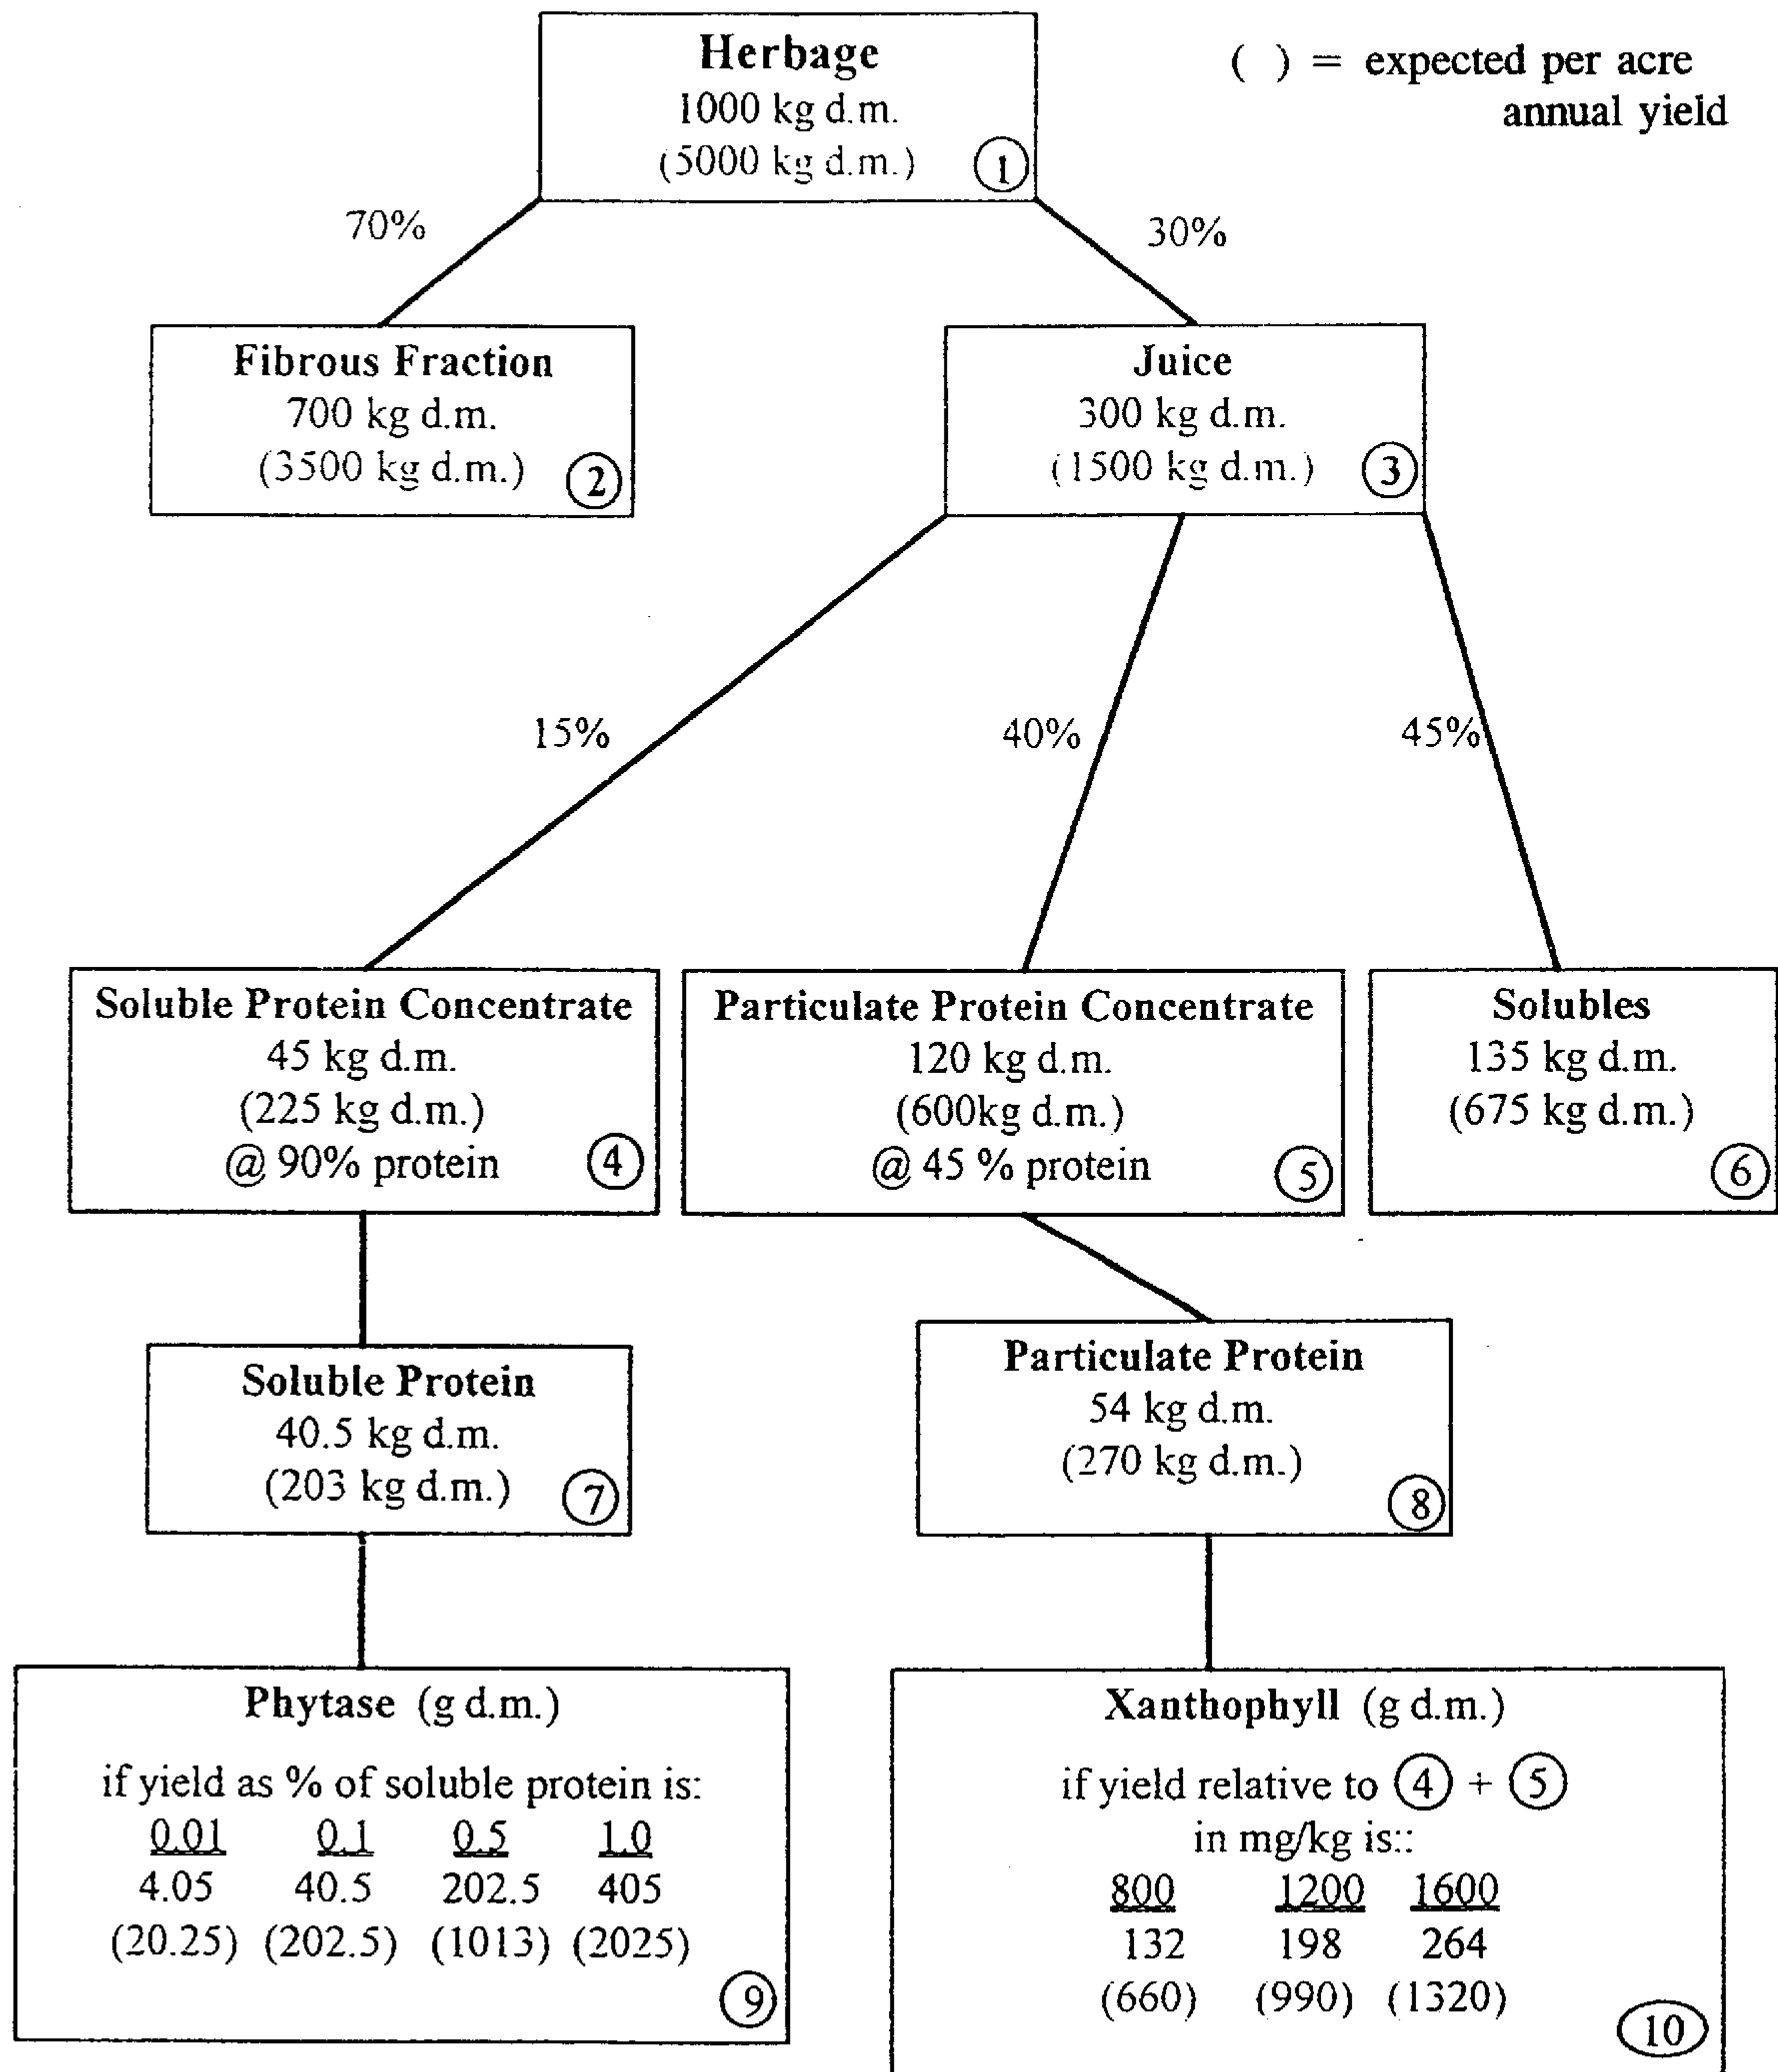 Herbage
1000 kg d.m.
(5000 kg d.m.)
1
( ) = expected per acre
annual yield
70%
30%
Fibrous Fraction
700 kg d.m.
(3500 kg d.m.)
2
Juice
300 kg d.m.
(1500 kg d.m.)
3
15%
40%
45%
Soluble Protein Concentrate
45 kg d.m.
(225 kg d.m.)
@ 90% protein
4
Particulate Protein Concentrate
120 kg d.m.
(600kg d.m.)
@ 45 % protein
5
Solubles
135 kg d.m.
(675 kg d.m.)
6
Soluble Protein
40.5 kg d.m.
(203 kg d.m.)
7
Particulate Protein
54 kg d.m.
(270 kg d.m.)
8
Phytase (g d.m.)
if yield as % of soluble protein is:
0.01 0.1 0.5 1.0
4.05 40.5 202.5 405
(20.25) (202.5) (1013) (2025)
9
Xanthophyll (g d.m.)
if yield relative to 4 + 5
in mg/kg is::
800 1200 1600
132 198 264
(660) (990) (1320)
10